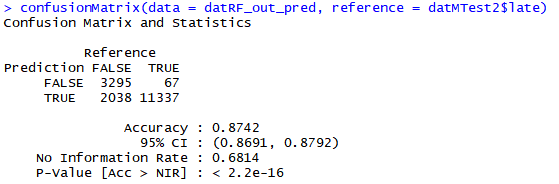 > confusionMatrix(data = datRF_out_pred, reference = datMTest2$late)
Confusion Matrix and Statistics
Reference
Prediction FALSE TRUE
FALSE 3295 67
TRUE 2038 11337
Accuracy : 0.8742
95% CI : (0.8691, 0.8792)
No Information Rate : 0.6814
P-Value [Acc > NIR] : < 2.2e-16